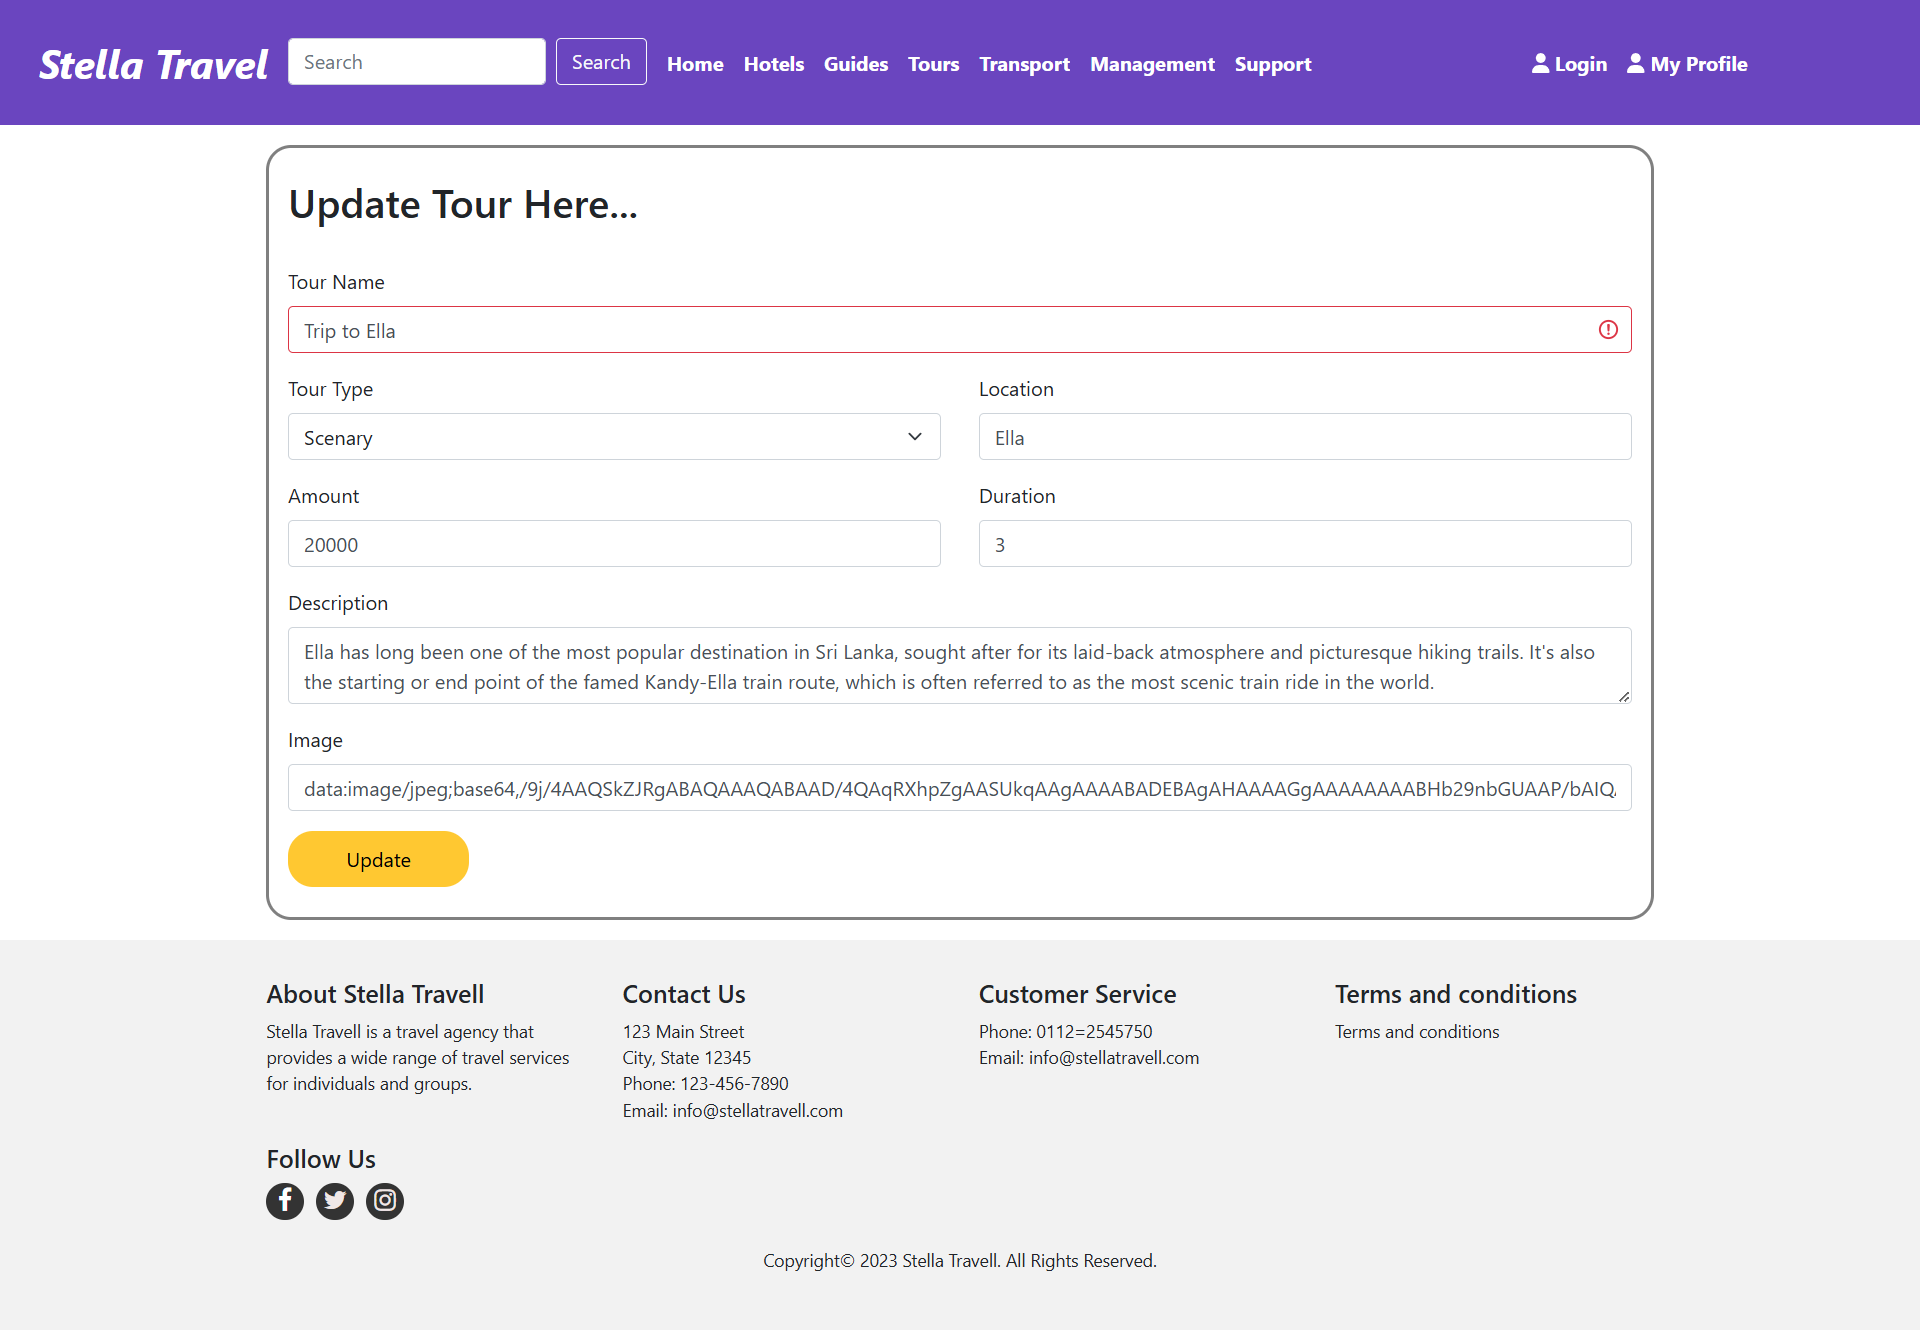 Stella Travel
Search
Search
Home
Hotels
Guides
Tours
Transport
Management
Support
Login
My Profile
Update Tour Here...
Tour Name
Trip to Ella
Tour Type
Location
Scenary
Ella
Amount
Duration
20000
3
Description
Ella has long been one of the most popular destination in Sri Lanka, sought after for its laid-back atmosphere and picturesque hiking trails. It's also
the starting or end point of the famed Kandy-Ella train route, which is often referred to as the most scenic train ride in the world.
Image
data:image/jpeg;base64,/9j/4AAQSkZJRgABAQAAAQABAAD/4QAqRXhpZgAASUkqAAgAAAABADEBAgAHAAAAGgAAAAAAAABHb29nbGUAAP/bAIQ
Update
About Stella Travell
Stella Travell is a travel agency that
provides a wide range of travel services
for individuals and groups.
Contact Us
123 Main Street
City, State 12345
Phone: 123-456-7890
Email: info@stellatravell.com
Customer Service
Phone: 0112=2545750
Email: info@stellatravell.com
Terms and conditions
Terms and conditions
Follow Us
Copyright© 2023 Stella Travell. All Rights Reserved.